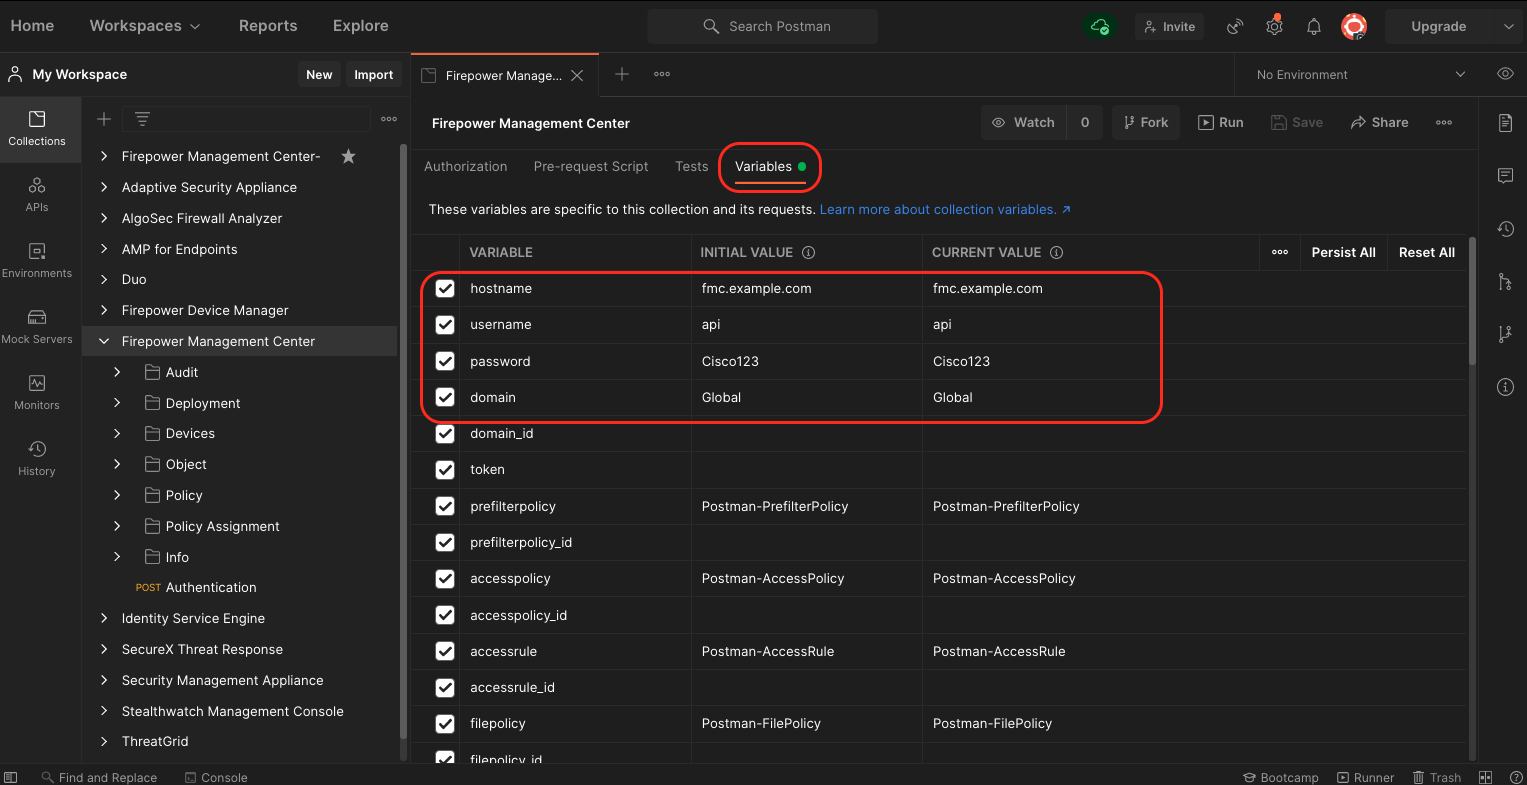 Home Workspaces Reports Explore Search Postman Invite Upgrade
My Workspace New Import
Firepower Manage... No Environment
Collections
APIs
Environments
Mock Servers
Monitors
History
Firepower Management Center-
Adaptive Security Appliance
AlgoSec Firewall Analyzer
AMP for Endpoints
Duo
Firepower Device Manager
Firepower Management Center
Audit
Deployment
Devices
Object
Policy
Policy Assignment
Info
POST Authentication
Identity Service Engine
SecureX Threat Response
Security Management Appliance
Stealthwatch Management Console
ThreatGrid
Firepower Management Center Watch 0 Fork Run Save Share
Authorization Pre-request Script Tests Variables
These variables are specific to this collection and its requests. Learn more about collection variables. ↗
VARIABLE INITIAL VALUE CURRENT VALUE Persist All Reset All
hostname fmc.example.com fmc.example.com
username api api
password Cisco123 Cisco123
domain Global Global
domain_id
token
prefilterpolicy Postman-PrefilterPolicy Postman-PrefilterPolicy
prefilterpolicy_id
accesspolicy Postman-AccessPolicy Postman-AccessPolicy
accesspolicy_id
accessrule Postman-AccessRule Postman-AccessRule
accessrule_id
filepolicy Postman-FilePolicy Postman-FilePolicy
filepolicy_id
Find and Replace Console Bootcamp Runner Trash